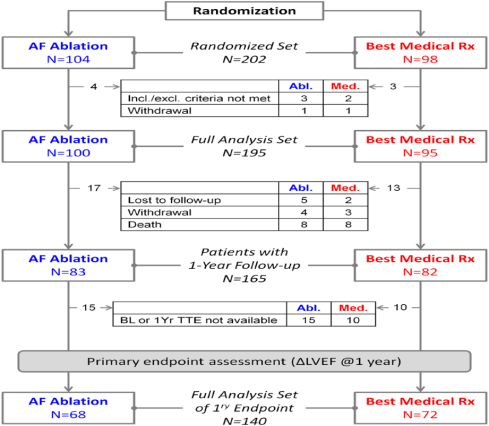 Randomization
AF Ablation Randomized Set Best Medical Rx
N=104 N=202 N=98
4 Abl. Med. 3
Incl./excl. criteria not met 3 2
Withdrawal 1 1
AF Ablation Full Analysis Set Best Medical Rx
N=100 N=195 N=95
17 Abl. Med. 13
Lost to follow-up 5 2
Withdrawal 4 3
Death 8 8
AF Ablation Patients with Best Medical Rx
N=83 1-Year Follow-up N=82
N=165
15 Abl. Med. 10
BL or 1Yr TTE not available 15 10
Primary endpoint assessment (ΔLVEF @1 year)
AF Ablation Full Analysis Set Best Medical Rx
N=68 of 1ry Endpoint N=72
N=140